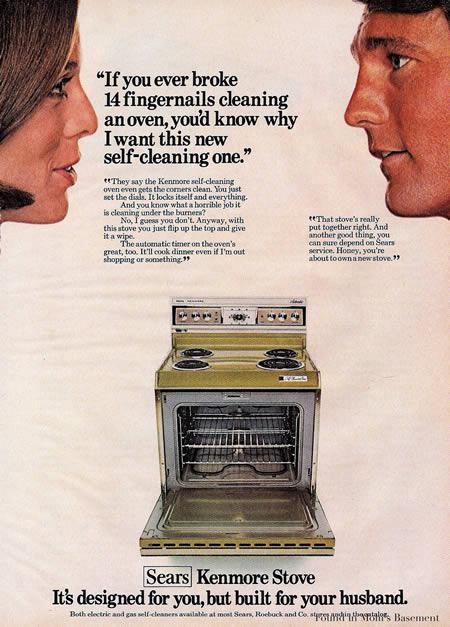 “If you ever broke
14 fingernails cleaning
an oven, you'd know why
I want this new
self-cleaning one.”
“They say the Kenmore self-cleaning
oven even gets the corners clean. You just
set the dials. It locks itself and everything.
And you know what a horrible job it
is cleaning under the burners?
No, I guess you don't. Anyway, with
this stove you just flip up the top and give
it a wipe.
The automatic timer on the oven's
great, too. It'll cook dinner even if I'm out
shopping or something.”
“That stove's really
put together right. And
another good thing, you
can sure depend on Sears
service. Honey, you're
about to own a new stove.”
Sears Kenmore Stove
It's designed for you, but built for your husband.
Both electric and gas self-cleaners available at most Sears, Roebuck and Co. stores and in the catalog.
Found in Mom's Basement